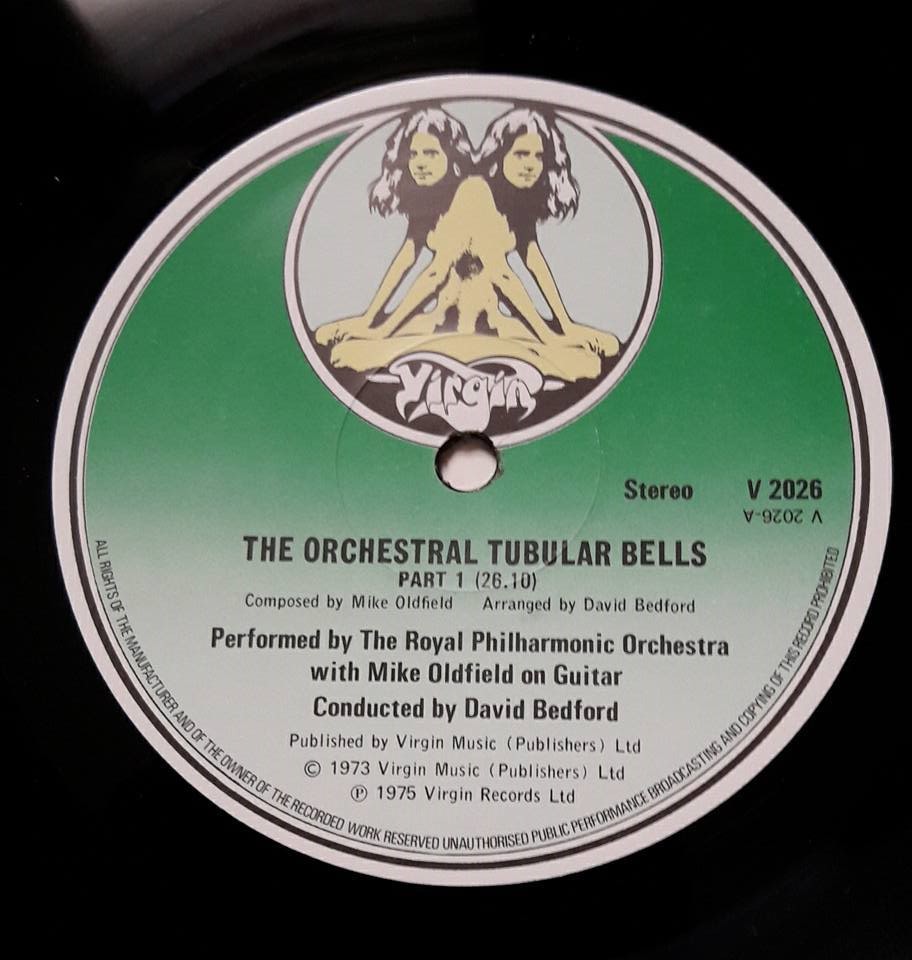 Virgin
Stereo V 2026
V 2026-A
THE ORCHESTRAL TUBULAR BELLS
PART 1 (26.10)
Composed by Mike Oldfield Arranged by David Bedford
Performed by The Royal Philharmonic Orchestra
with Mike Oldfield on Guitar
Conducted by David Bedford
Published by Virgin Music (Publishers) Ltd
© 1973 Virgin Music (Publishers) Ltd
℗ 1975 Virgin Records Ltd
ALL RIGHTS OF THE MANUFACTURER AND OF THE OWNER OF THE RECORDED WORK RESERVED UNAUTHORISED PUBLIC PERFORMANCE BROADCASTING AND COPYING OF THIS RECORD PROHIBITED